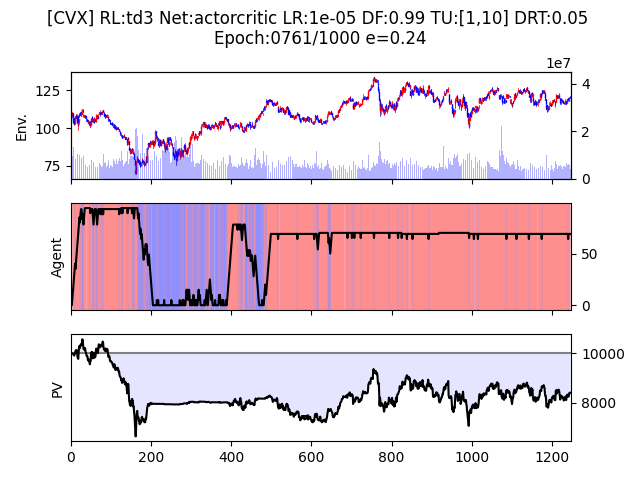 [CVX] RL:td3 Net:actorcritic LR:1e-05 DF:0.99 TU:[1,10] DRT:0.05
Epoch:0761/1000 e=0.24
1e7
125
100
75
Env.
4
2
0
Agent
50
0
PV
10000
8000
0 200 400 600 800 1000 1200